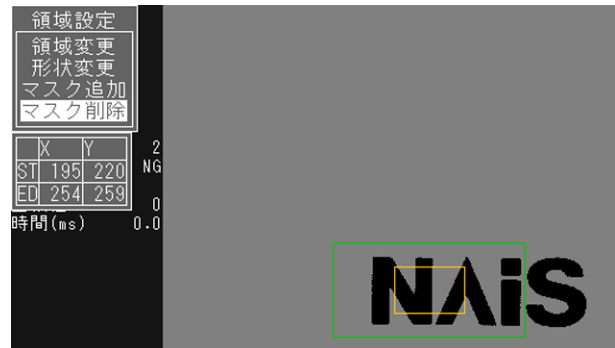 領域設定
領域変更
形状変更
マスク追加
マスク削除
X Y 2
ST 195 220 NG
ED 254 259 0
時間(ms) 0.0
NAiS